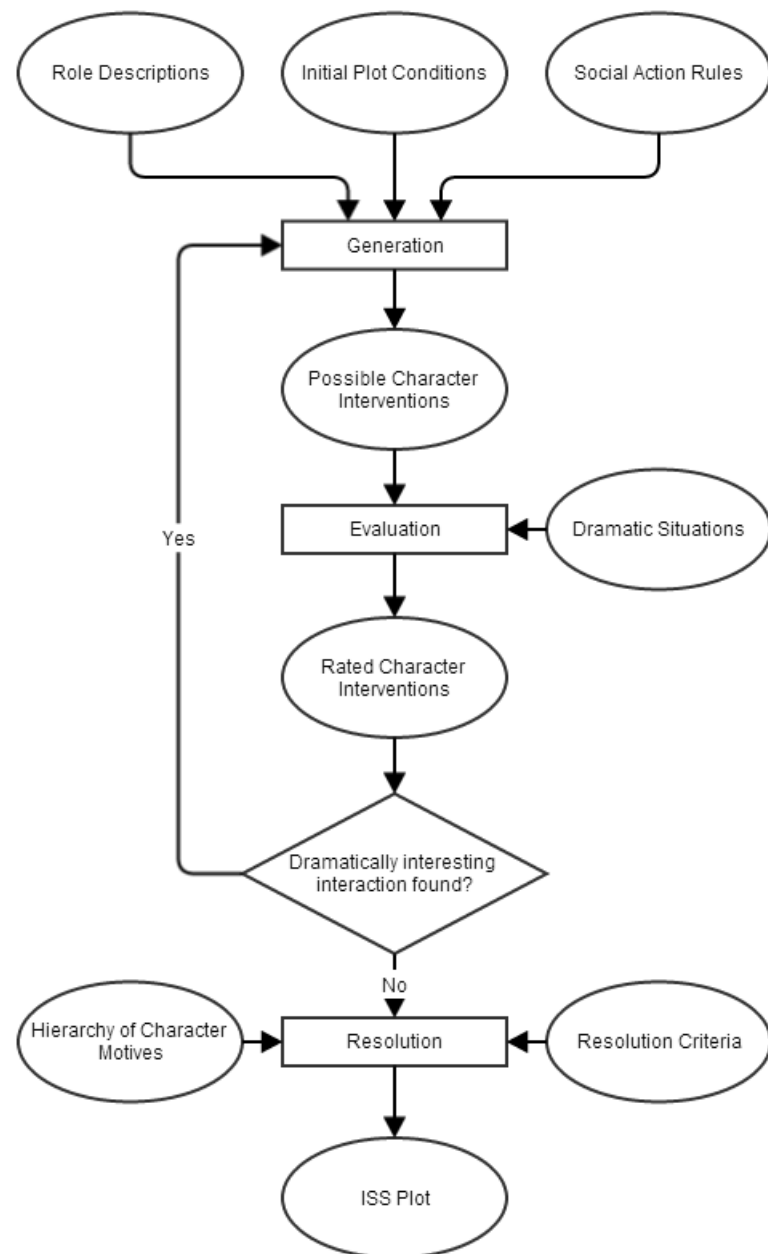 Role Descriptions
Initial Plot Conditions
Social Action Rules
Generation
Possible Character
Interventions
Evaluation
Dramatic Situations
Yes
Rated Character
Interventions
Dramatically interesting
interaction found?
No
Hierarchy of Character
Motives
Resolution
Resolution Criteria
ISS Plot